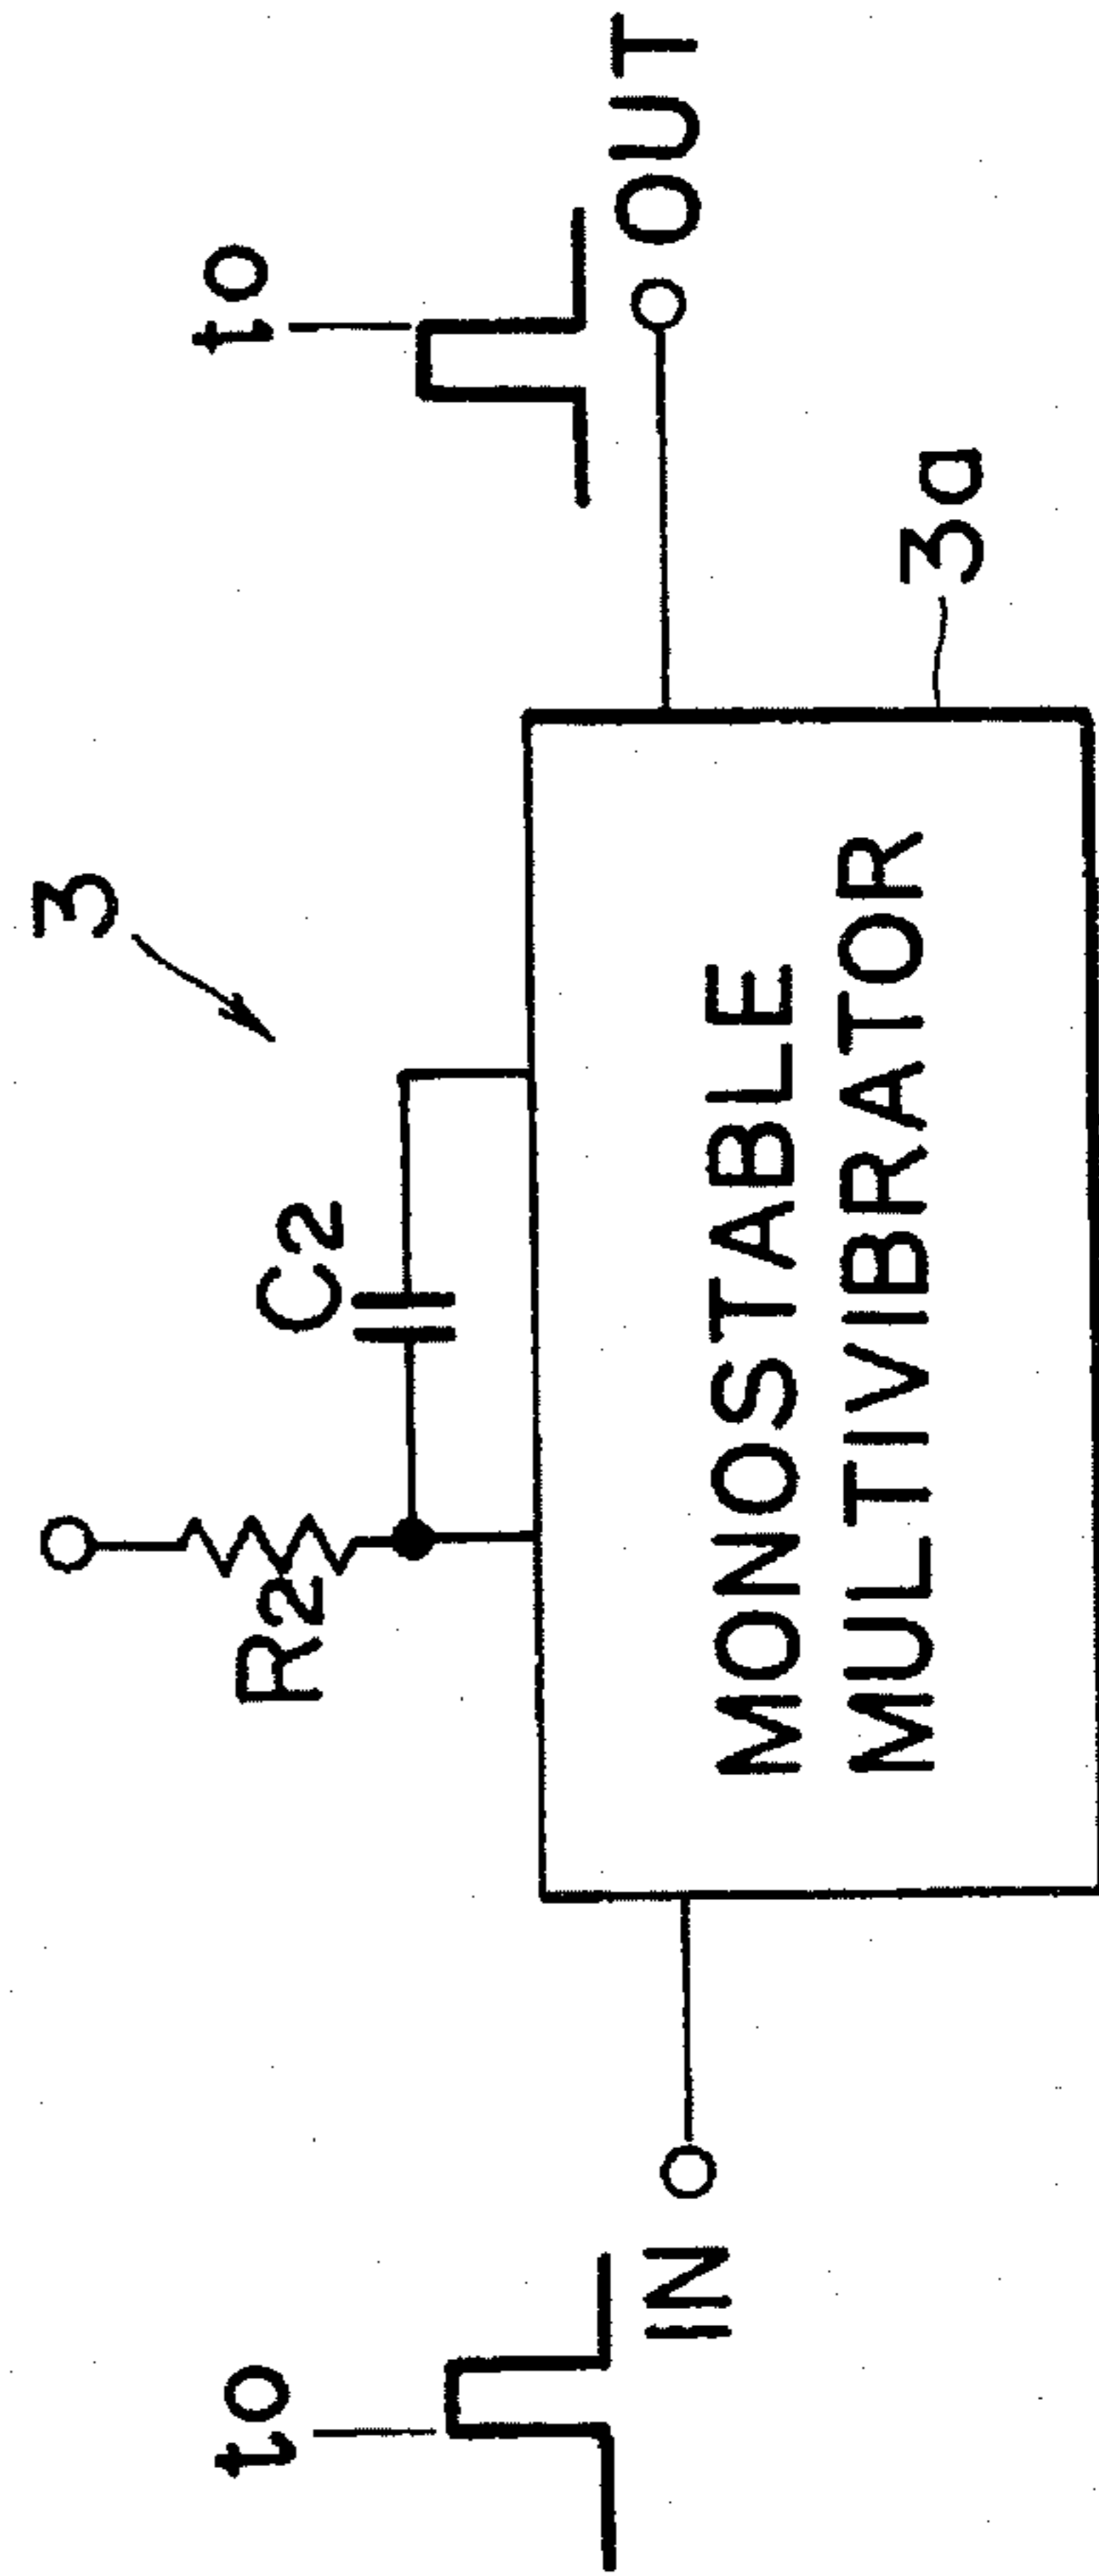 3
R2
C2
to
to
IN
OUT
MONOSTABLE
MULTIVIBRATOR
3a